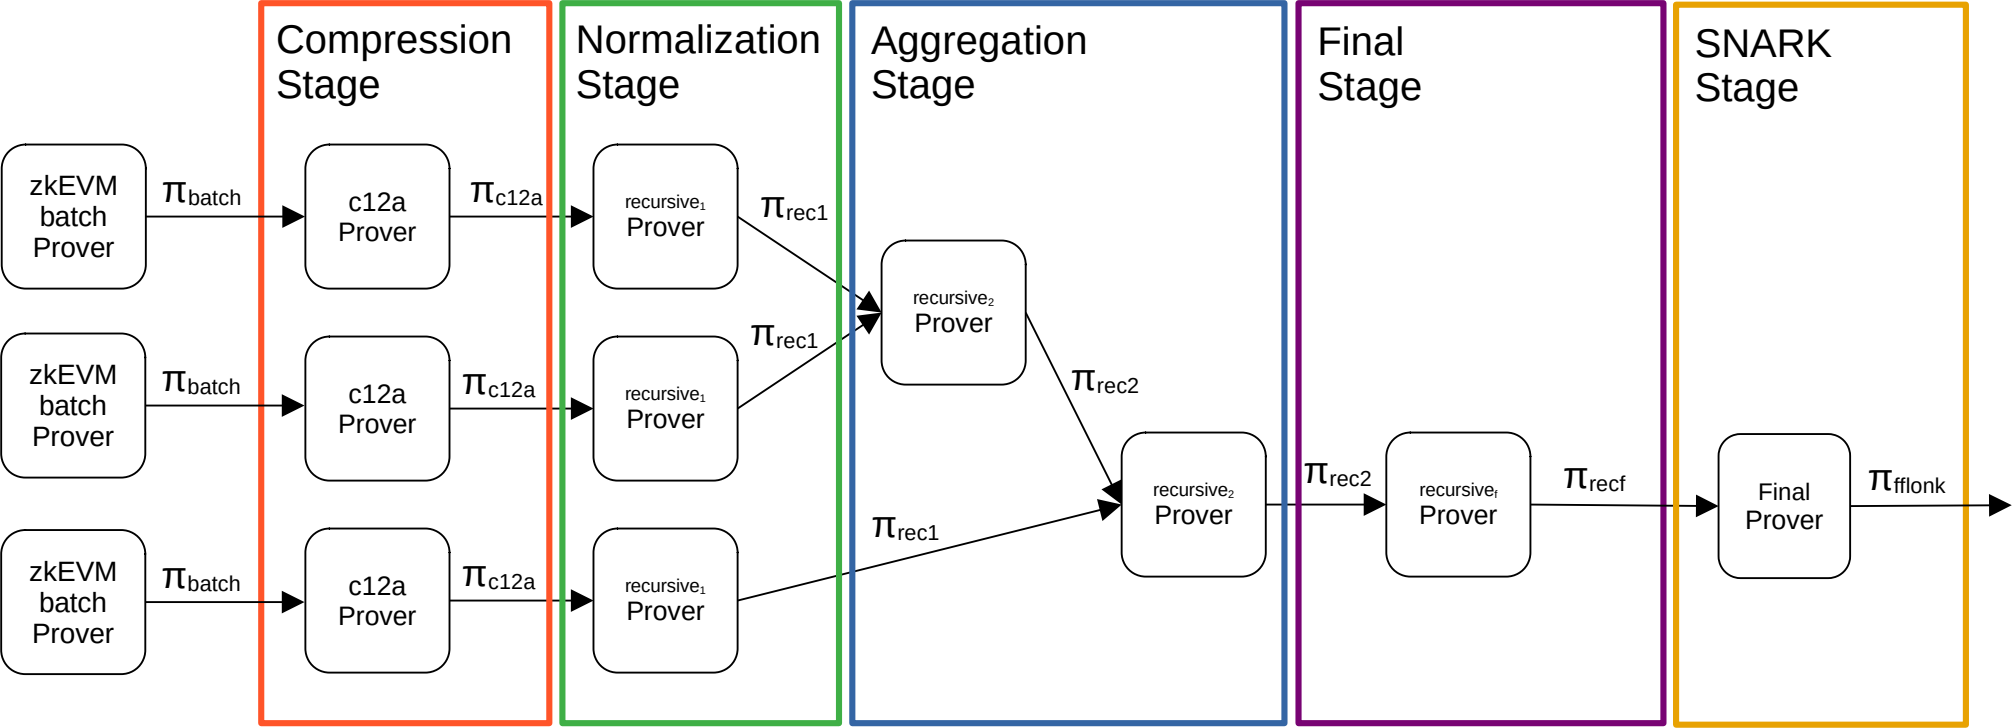 Compression
Stage
Normalization
Stage
Aggregation
Stage
Final
Stage
SNARK
Stage
zkEVM
batch
Prover
πbatch
c12a
Prover
πc12a
recursive₁
Prover
πrec1
zkEVM
batch
Prover
πbatch
c12a
Prover
πc12a
recursive₁
Prover
πrec1
zkEVM
batch
Prover
πbatch
c12a
Prover
πc12a
recursive₁
Prover
πrec1
recursive₂
Prover
πrec2
recursive₂
Prover
πrec2
recursivef
Prover
πrecf
Final
Prover
πfflonk